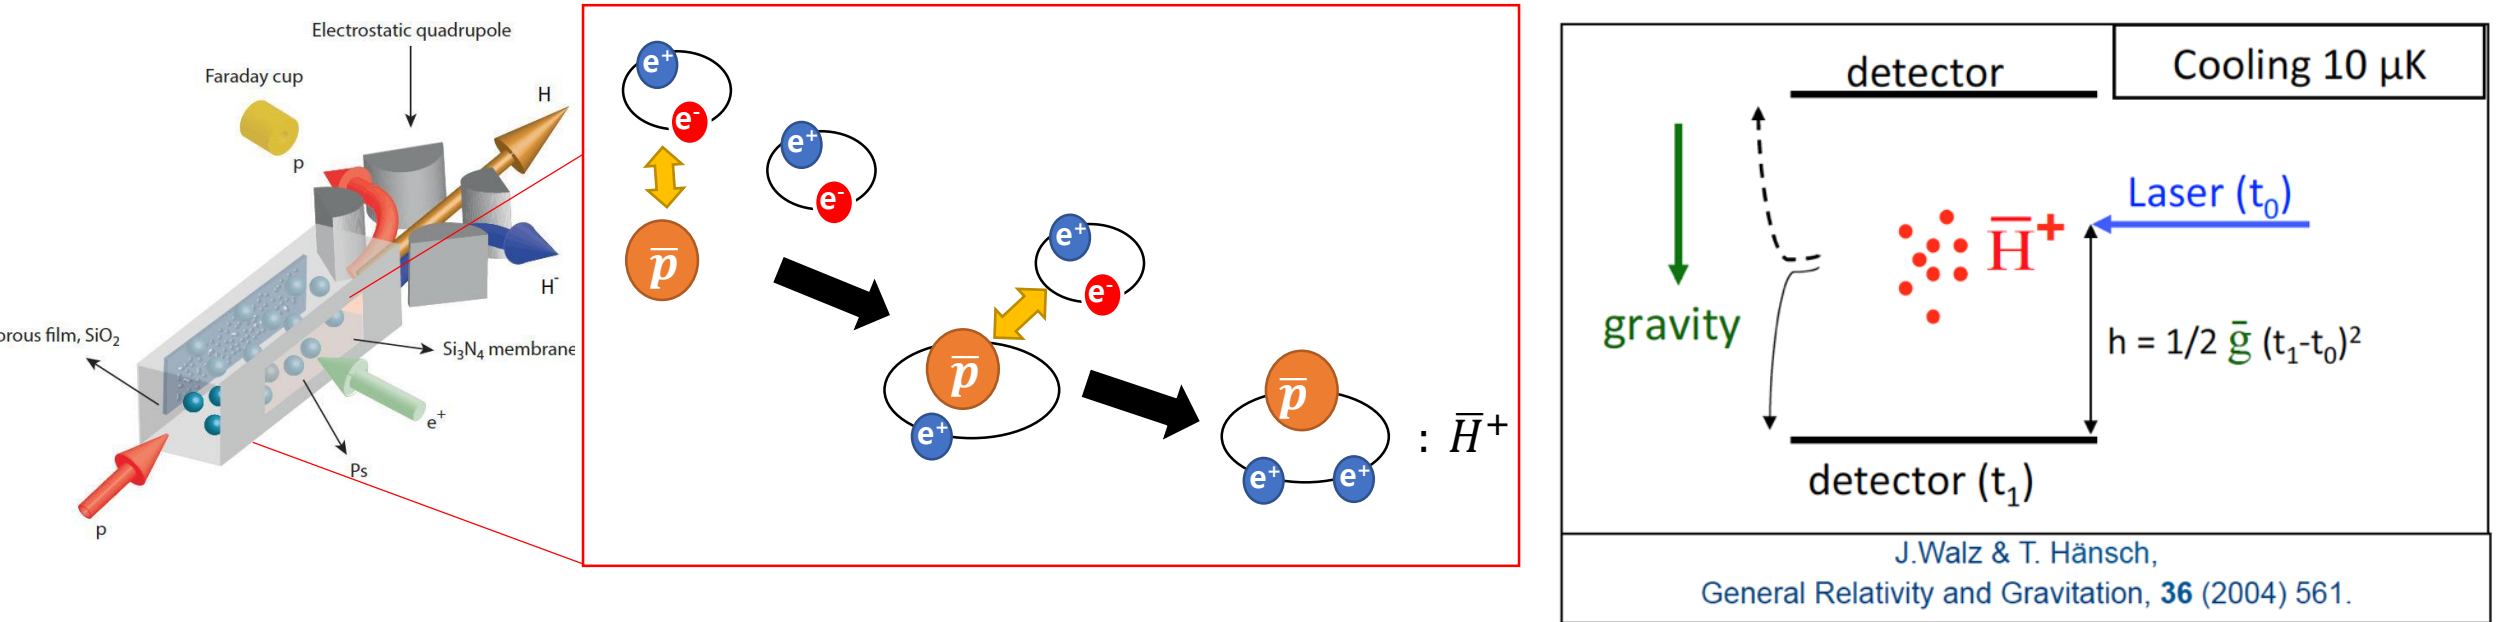 Electrostatic quadrupole
Faraday cup
H
p
H⁻
orous film, SiO₂
Si₃N₄ membrane
e⁺
Ps
p
e⁺
e⁻
e⁺
e⁻
p̅
e⁺
e⁻
p̅
e⁺
p̅
e⁺ e⁺
: H̅⁺
Cooling 10 µK
detector
Laser (t₀)
H̅⁺
gravity
h = 1/2 g̅ (t₁-t₀)²
detector (t₁)
J.Walz & T. Hänsch,
General Relativity and Gravitation, 36 (2004) 561.